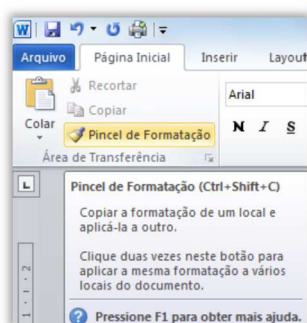 W
Arquivo Página Inicial Inserir Layout
Recortar
Copiar
Colar
Pincel de Formatação
Área de Transferência
Arial
N I S
L
Pincel de Formatação (Ctrl+Shift+C)
Copiar a formatação de um local e
aplicá-la a outro.
Clique duas vezes neste botão para
aplicar a mesma formatação a vários
locais do documento.
Pressione F1 para obter mais ajuda.
2
1